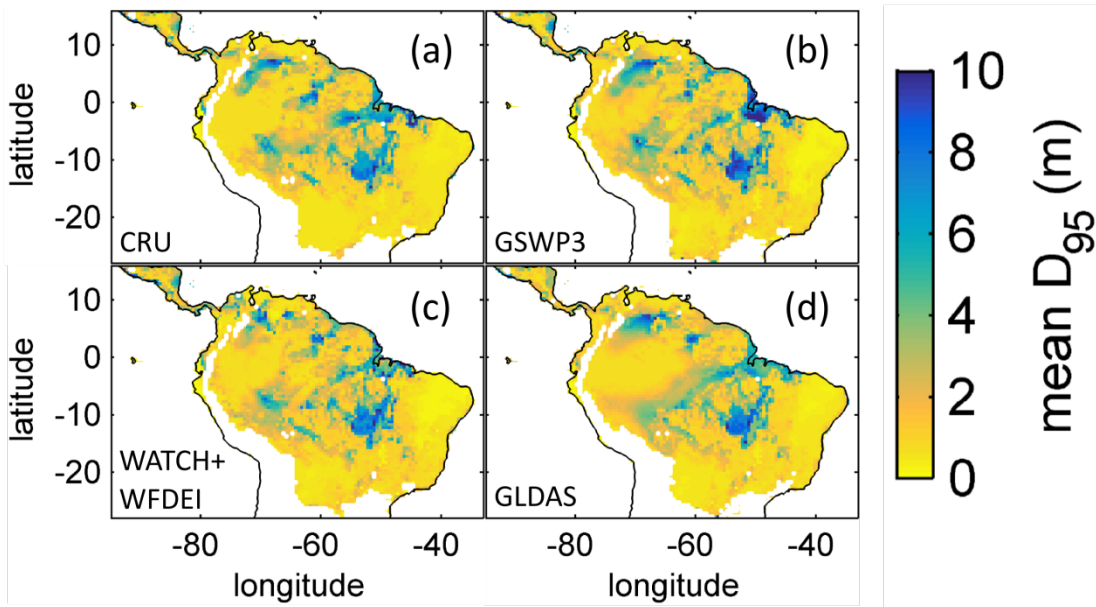 10
0
-10
-20
latitude
(a)
CRU
(b)
GSWP3
10
0
-10
-20
latitude
(c)
WATCH+
WFDEI
(d)
GLDAS
-80
-60
-40
longitude
-80
-60
-40
longitude
10
8
6
4
2
0
mean D95 (m)